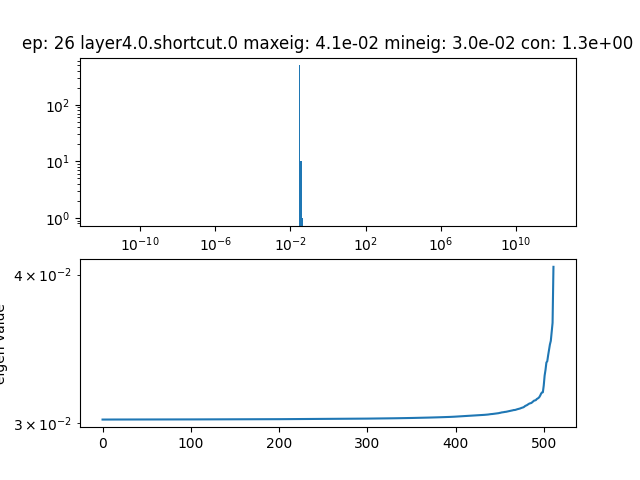 ep: 26 layer4.0.shortcut.0 maxeig: 4.1e-02 mineig: 3.0e-02 con: 1.3e+00
10²
10¹
10⁰
10⁻¹⁰ 10⁻⁶ 10⁻² 10² 10⁶ 10¹⁰
4 × 10⁻²
eigen value
3 × 10⁻²
0 100 200 300 400 500